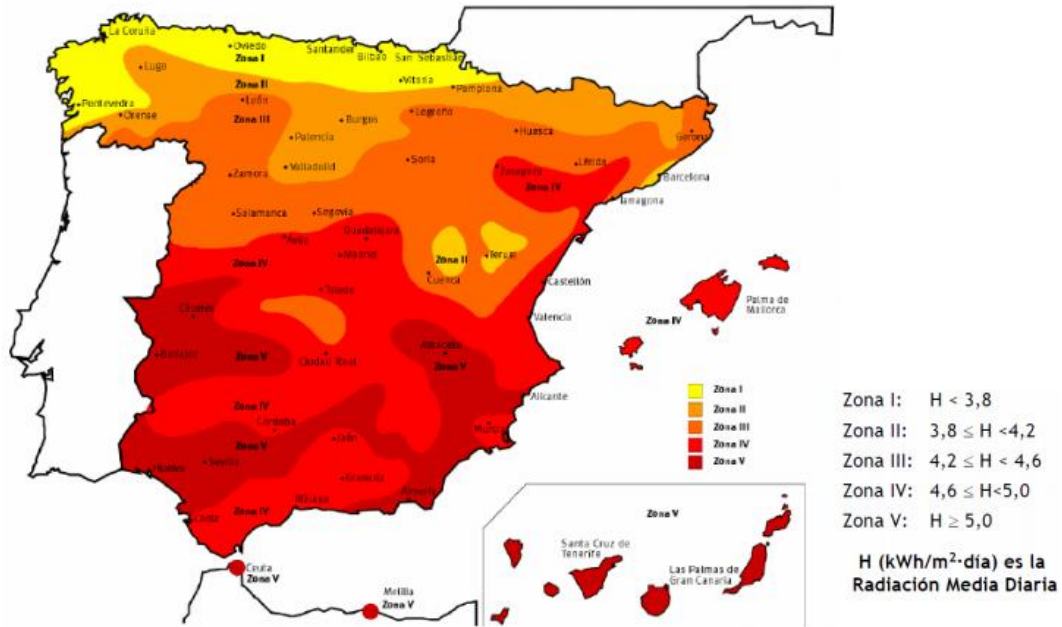 La Coruña
Oviedo
Zona I
Santander
Bilbao
San Sebastián
Lugo
Vitoria
Pamplona
Zona II
León
Pontevedra
Orense
Zona III
Burgos
Logroño
Palencia
Huesca
Gerona
Valladolid
Soria
Zaragoza
Lérida
Zamora
Zona IV
Barcelona
Tarragona
Salamanca
Segovia
Guadalajara
Ávila
Madrid
Zona IV
Zona II
Teruel
Cuenca
Castellón
Toledo
Cáceres
Valencia
Zona IV
Palma de
Mallorca
Badajoz
Zona V
Ciudad Real
Albacete
Zona V
Alicante
Zona IV
Córdoba
Murcia
Zona V
Jaén
Huelva
Sevilla
Granada
Málaga
Almería
Cádiz
Zona IV
Ceuta
Zona V
Melilla
Zona V
Zona I
Zona II
Zona III
Zona IV
Zona V
Zona V
Santa Cruz de
Tenerife
Las Palmas de
Gran Canaria
Zona I: H < 3,8
Zona II: 3,8 ≤ H <4,2
Zona III: 4,2 ≤ H < 4,6
Zona IV: 4,6 ≤ H<5,0
Zona V: H ≥ 5,0
H (kWh/m²·día) es la
Radiación Media Diaria